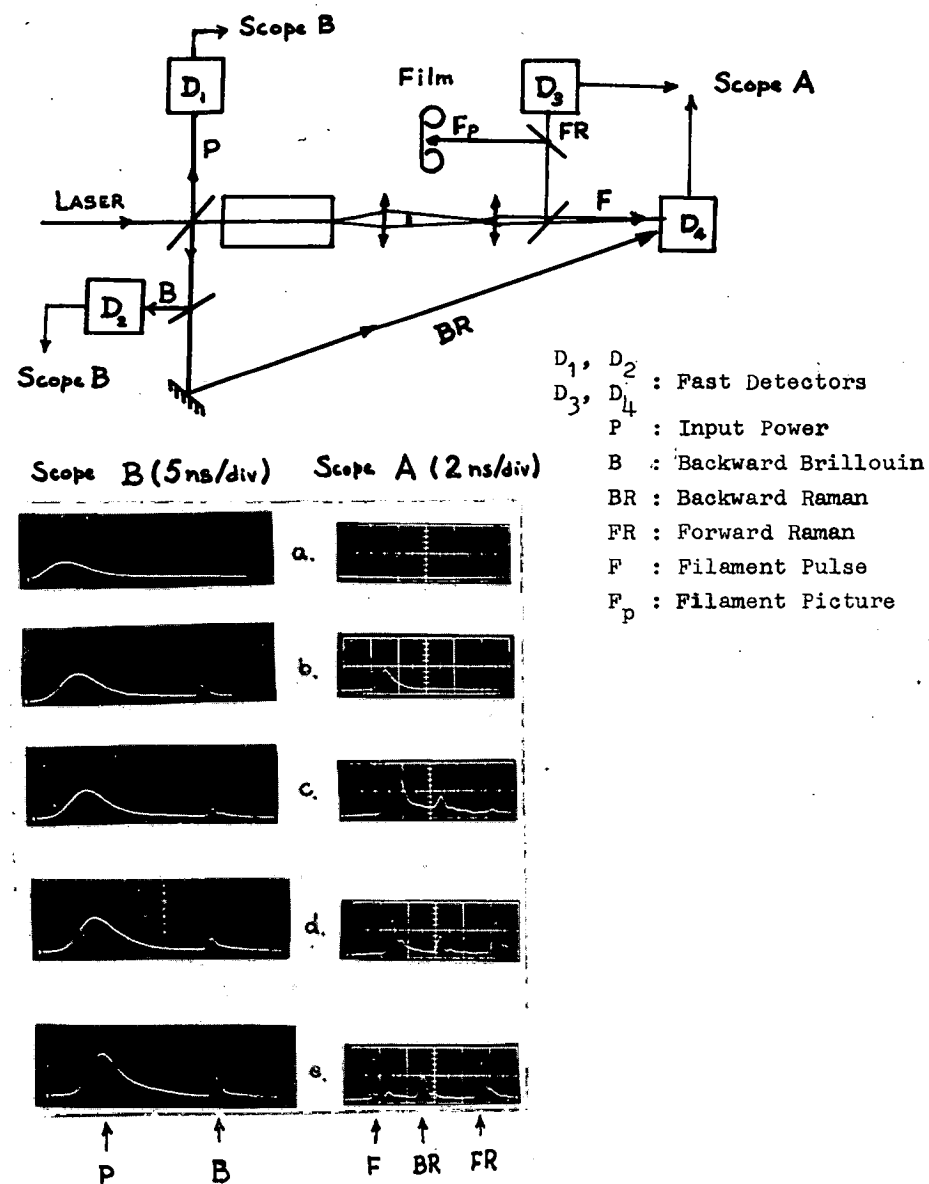 Scope B
D₁
Film
D₃
Scope A
Fp
FR
P
LASER
F
D₄
D₂
B
BR
Scope B
D₁, D₂
D₃, D₄ : Fast Detectors
P : Input Power
B : Backward Brillouin
BR : Backward Raman
FR : Forward Raman
F : Filament Pulse
Fp : Filament Picture
Scope B (5ns/div) Scope A (2ns/div)
a.
b.
c.
d.
e.
P B F BR FR